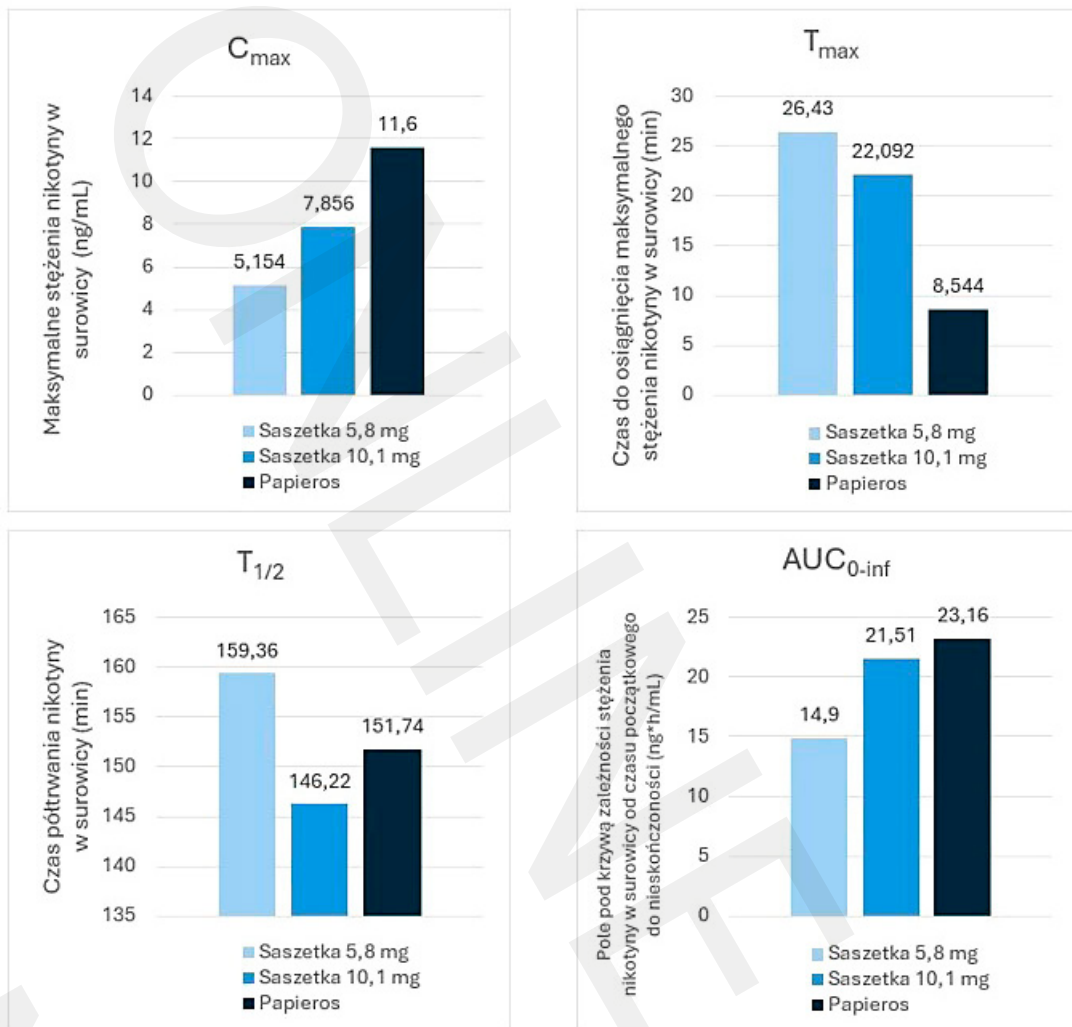 C max
Maksymalne stężenia nikotyny w
surowicy (ng/mL)
14
12
10
8
6
4
2
0
5,154
7,856
11,6
Saszetka 5,8 mg
Saszetka 10,1 mg
Papieros
T max
Czas do osiągnięcia maksymalnego
stężenia nikotyny w surowicy (min)
30
25
20
15
10
5
0
26,43
22,092
8,544
Saszetka 5,8 mg
Saszetka 10,1 mg
Papieros
T 1/2
Czas półtrwania nikotyny
w surowicy (min)
165
160
155
150
145
140
135
159,36
146,22
151,74
Saszetka 5,8 mg
Saszetka 10,1 mg
Papieros
AUC 0-inf
Pole pod krzywą zależności stężenia
nikotyny w surowicy od czasu początkowego
do nieskończoności (ng*h/mL)
25
20
15
10
5
0
14,9
21,51
23,16
Saszetka 5,8 mg
Saszetka 10,1 mg
Papieros